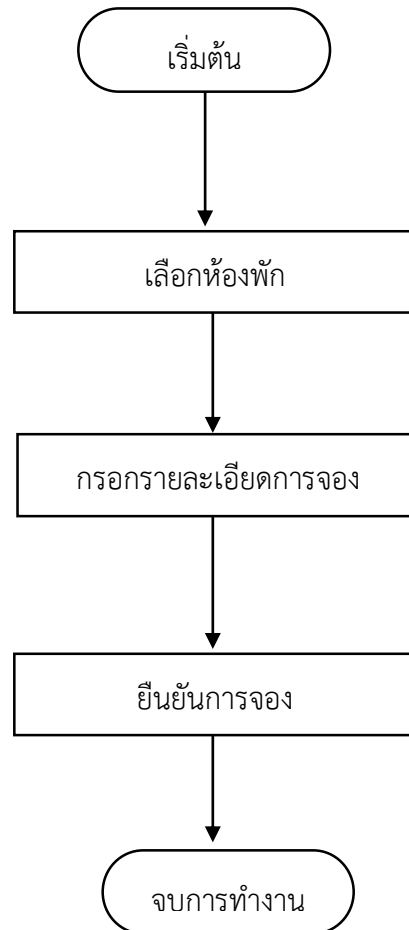 เริ่มต้น
เลือกห้องพัก
กรอกรายละเอียดการจอง
ยืนยันการจอง
จบการทำงาน